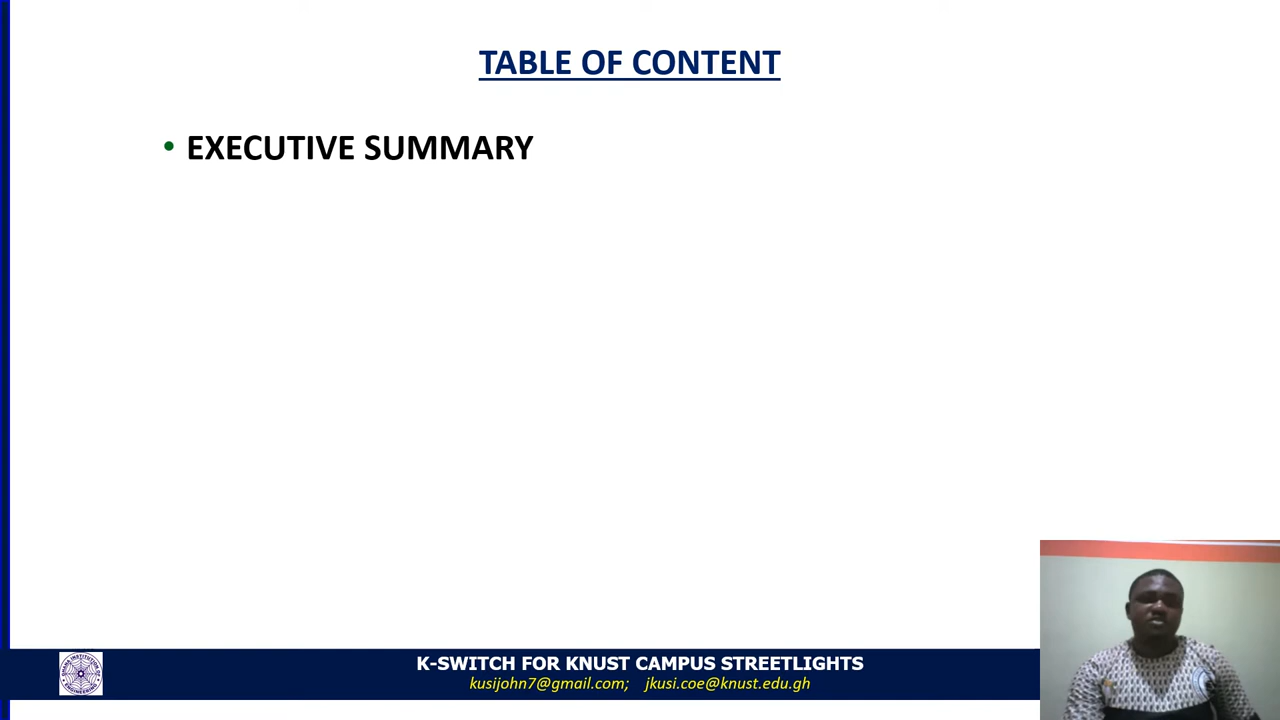 TABLE OF CONTENT
• EXECUTIVE SUMMARY
K-SWITCH FOR KNUST CAMPUS STREETLIGHTS
kusijohn7@gmail.com; jkusi.coe@knust.edu.gh